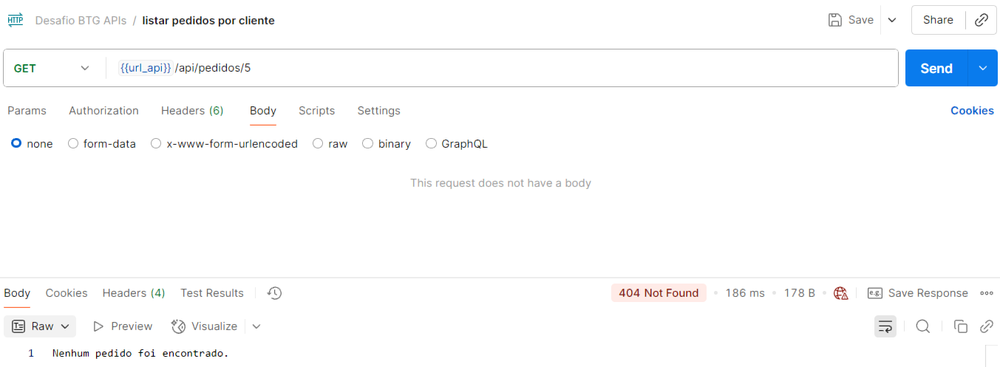 HTTP Desafio BTG APIs / listar pedidos por cliente Save Share
GET {{url_api}} /api/pedidos/5 Send
Params Authorization Headers (6) Body Scripts Settings Cookies
none form-data x-www-form-urlencoded raw binary GraphQL
This request does not have a body
Body Cookies Headers (4) Test Results 404 Not Found 186 ms 178 B e.g. Save Response
Raw Preview Visualize
1 Nenhum pedido foi encontrado.